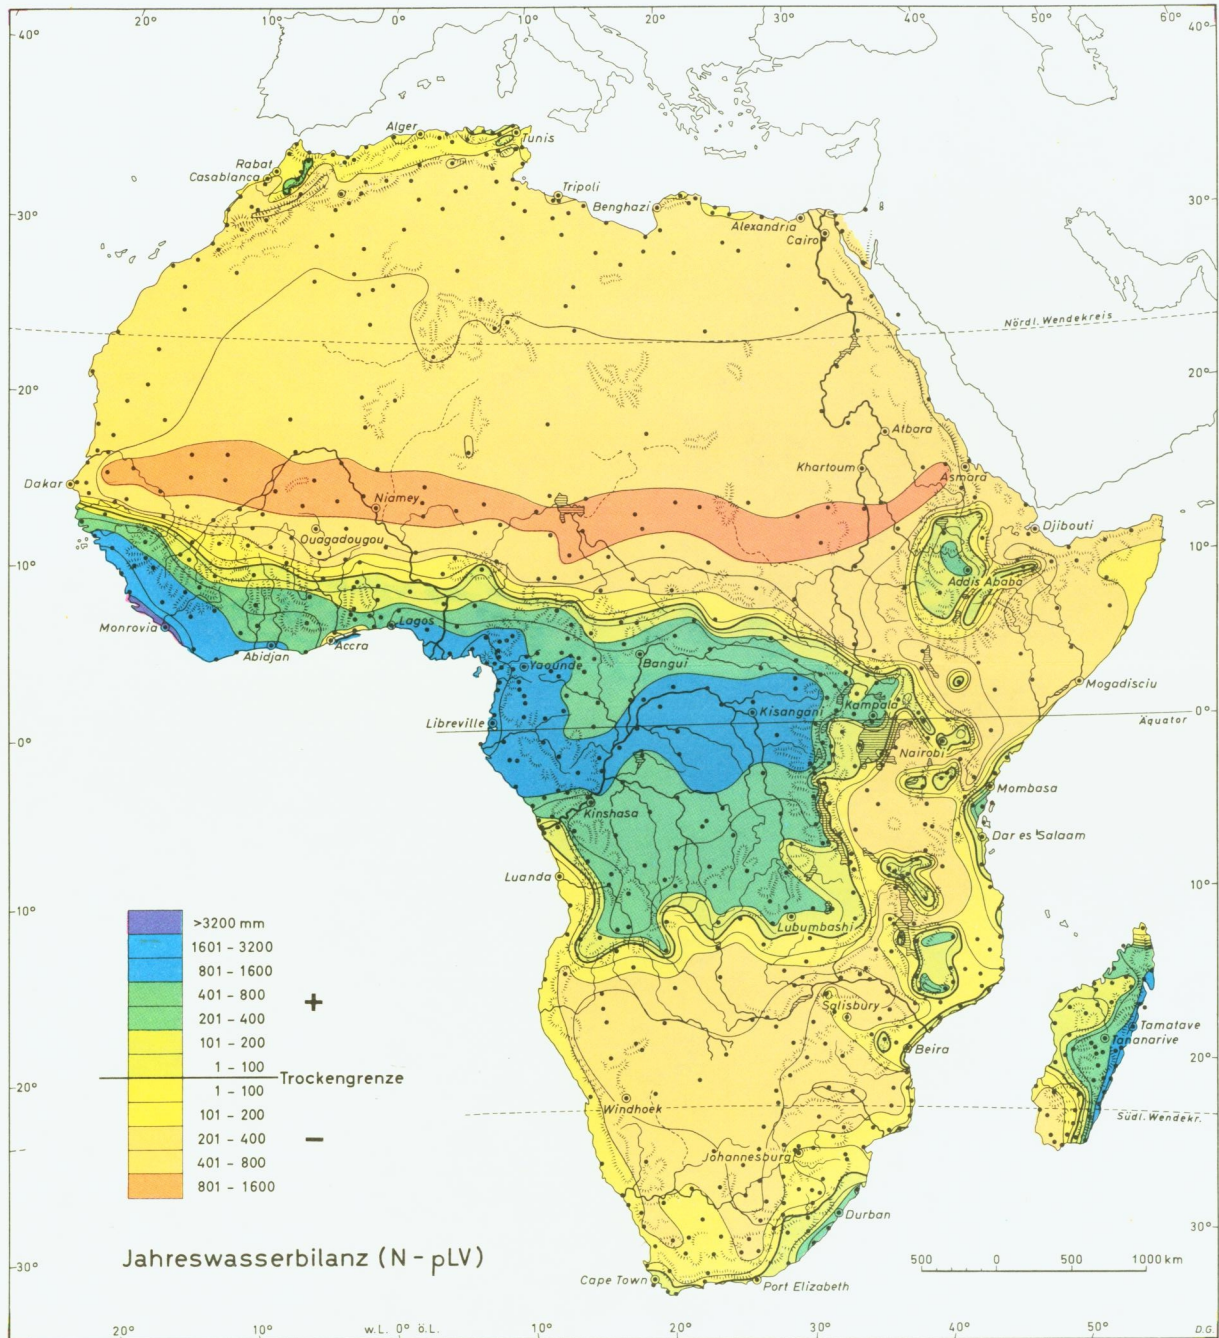 20° 10° 0° 10° 20° 30° 40° 50° 60°
40° 40°
Alger
Tunis
Rabat
Casablanca
Tripoli
Benghazi
Alexandria
Cairo
30° 30°
Nördl. Wendekreis
20° 20°
Atbara
Khartoum
Asmara
Dakar
Niamey
Ouagadougou
Djibouti
10° 10°
Addis Ababa
Monrovia
Abidjan
Accra
Lagos
Yaounde
Bangui
Mogadisciu
Libreville
Kisangani
Kampala
0°
Äquator
0°
Nairobi
Mombasa
Kinshasa
Dar es Salaam
Luanda
10° 10°
Lubumbashi
>3200 mm
1601 - 3200
801 - 1600
401 - 800
+
201 - 400
101 - 200
1 - 100
Trockengrenze
1 - 100
101 - 200
201 - 400
−
401 - 800
801 - 1600
Salisbury
Tamatave
Tananarive
Beira
20° 20°
Windhoek
Südl. Wendekr.
Johannesburg
Durban
30° 30°
Jahreswasserbilanz (N - pLV)
500 0 500 1000 km
Cape Town
Port Elizabeth
20° 10° w.L. 0° ö.L. 10° 20° 30° 40° 50° D.G.